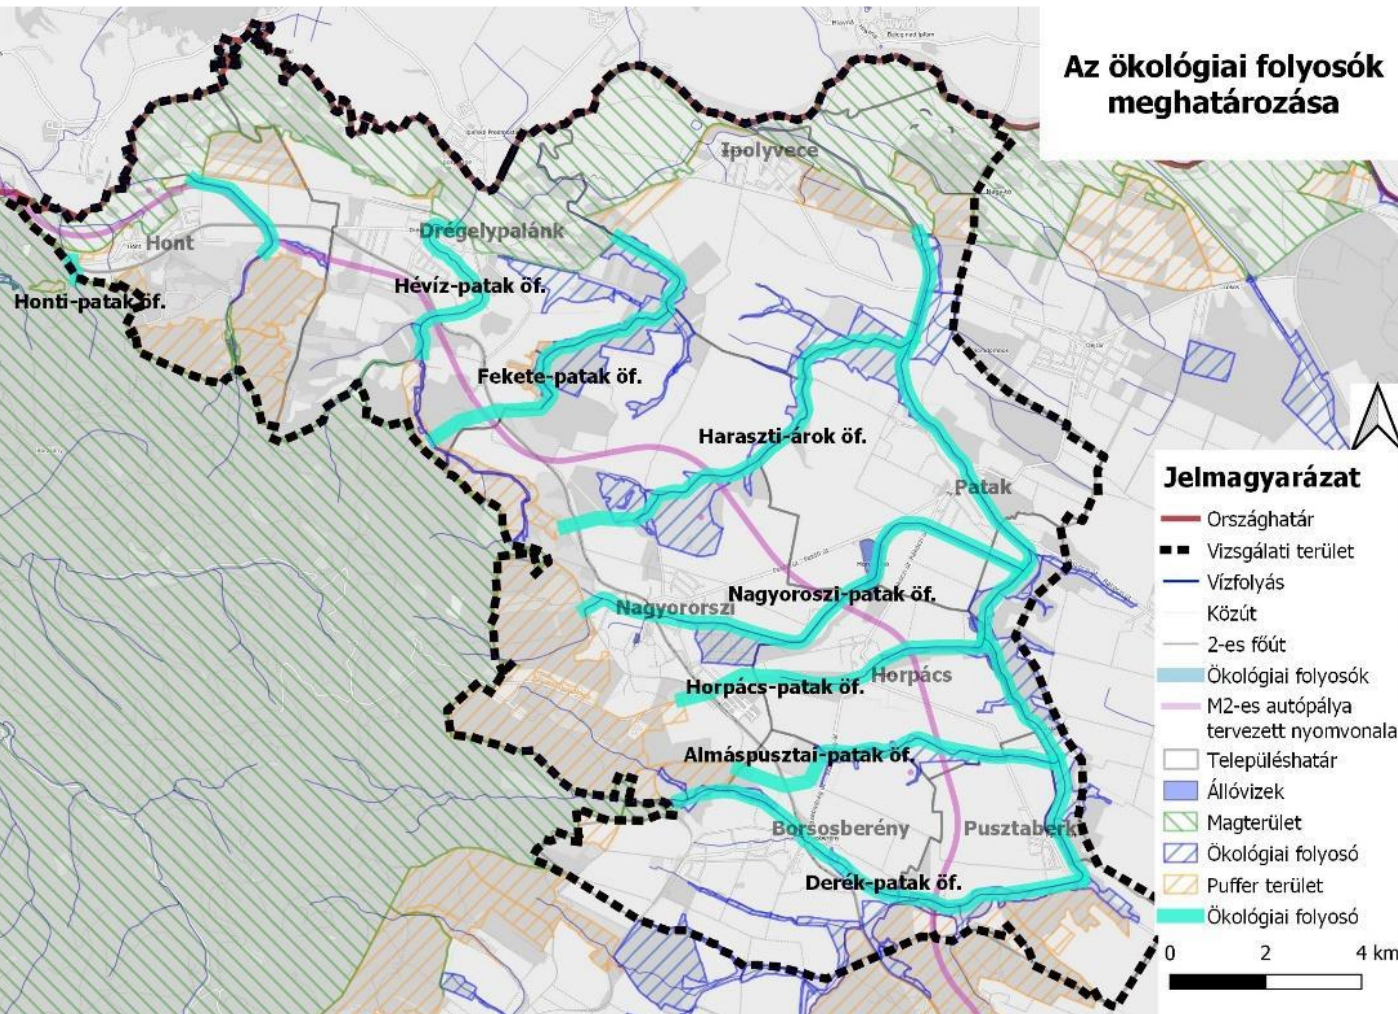 Az ökológiai folyosók
meghatározása
Ipolyvece
Drégelypalánk
Hont
Hévíz-patak öf.
Honti-patak öf.
Fekete-patak öf.
Haraszti-árok öf.
Patak
Nagyoroszi-patak öf.
Nagyororszi
Horpács
Horpács-patak öf.
Almáspusztai-patak öf.
Borsosberény
Pusztaberk
Derék-patak öf.
Jelmagyarázat
Országhatár
Vizsgálati terület
Vízfolyás
Közút
2-es főút
Ökológiai folyosók
M2-es autópálya
tervezett nyomvonala
Településhatár
Állóvizek
Magterület
Ökológiai folyosó
Puffer terület
Ökológiai folyosó
0 2 4 km